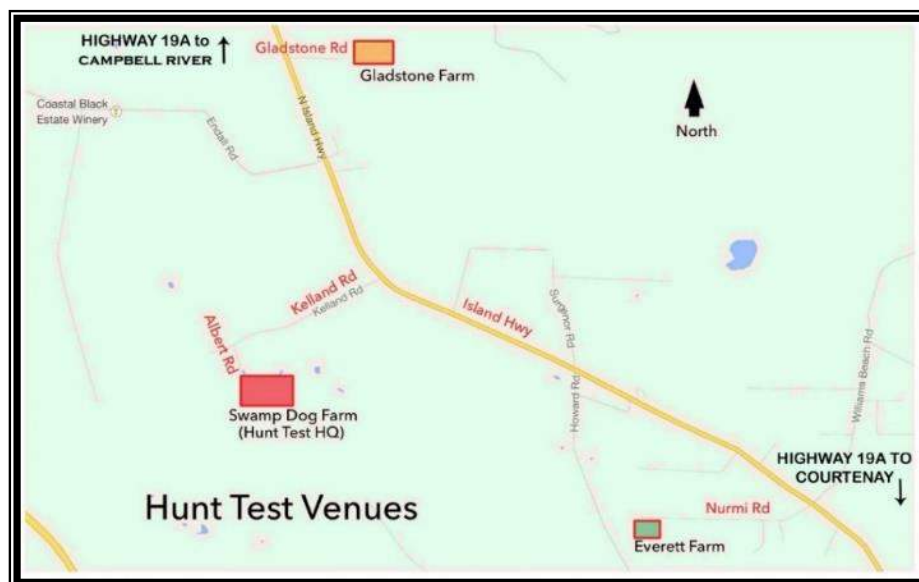 HIGHWAY 19A to
CAMPBELL RIVER
Gladstone Rd
Gladstone Farm
North
Coastal Black
Estate Winery
Endall Rd
N Island Hwy
Kelland Rd
Kelland Rd
Island Hwy
Albert Rd
Surginor Rd
Howard Rd
Williams Beach Rd
Swamp Dog Farm
(Hunt Test HQ)
HIGHWAY 19A TO
COURTENAY
Hunt Test Venues
Nurmi Rd
Everett Farm